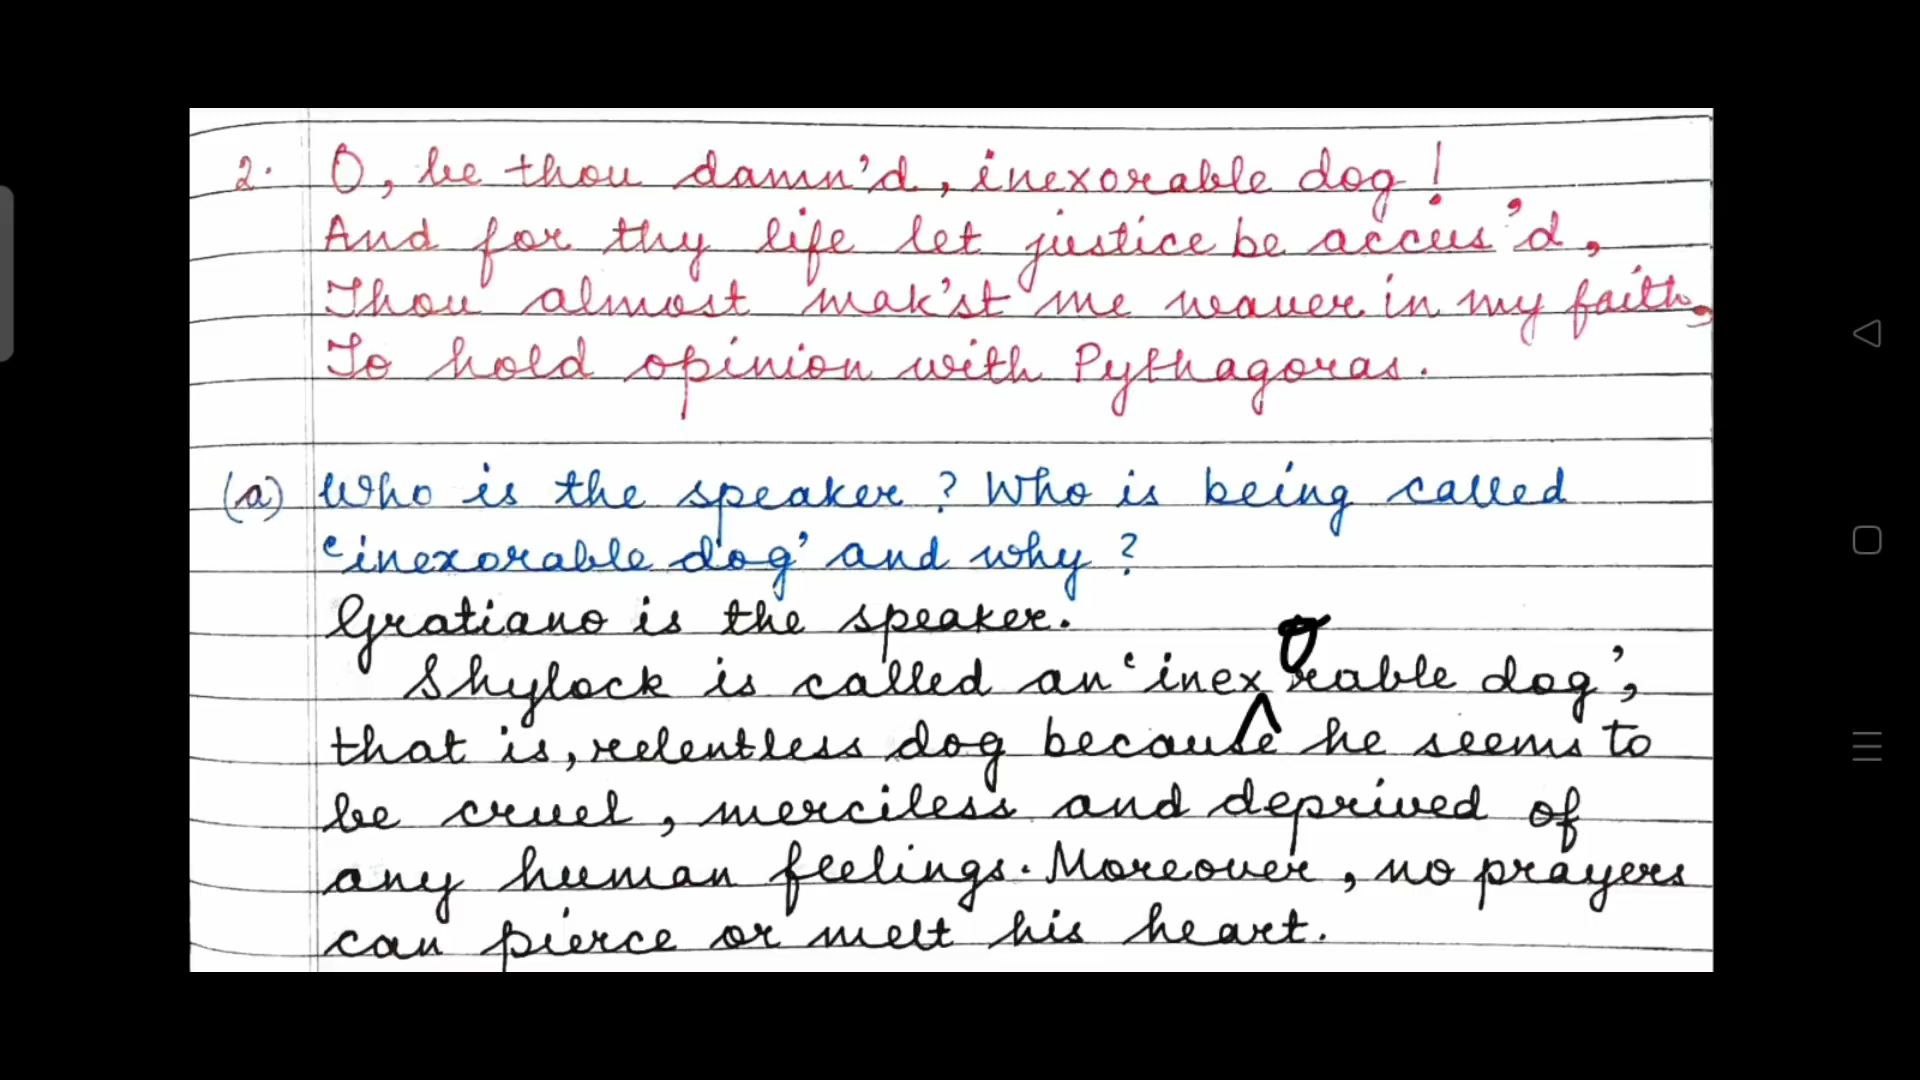 2. O, be thou damn'd, inexorable dog!
And for thy life let justice be accus'd,
Thou almost mak'st me waver in my faith,
To hold opinion with Pythagoras.
(a) Who is the speaker? Who is being called
'inexorable dog' and why?
Gratiano is the speaker.
Shylock is called an 'inexorable dog',
that is, relentless dog because he seems to
be cruel, merciless and deprived of
any human feelings. Moreover, no prayers
can pierce or melt his heart.